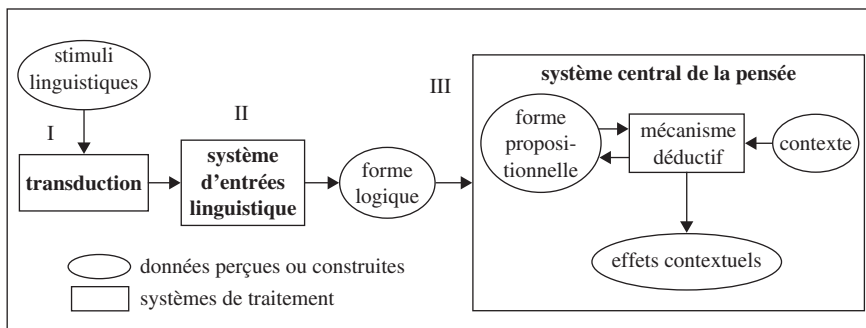 stimuli
linguistiques
I
transduction
II
système
d'entrées
linguistique
forme
logique
III
système central de la pensée
forme
proposi-
tionnelle
mécanisme
déductif
contexte
effets contextuels
données perçues ou construites
systèmes de traitement